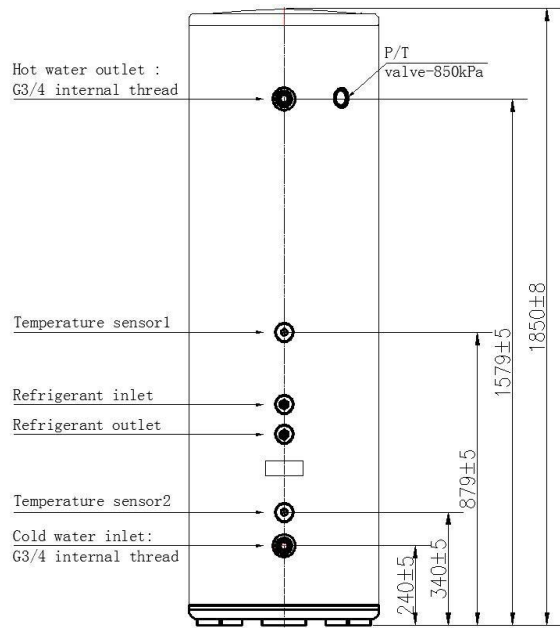 P/T
valve-850kPa
Hot water outlet :
G3/4 internal thread
Temperature sensor1
Refrigerant inlet
Refrigerant outlet
Temperature sensor2
Cold water inlet:
G3/4 internal thread
240±5
340±5
879±5
1579±5
1850±8